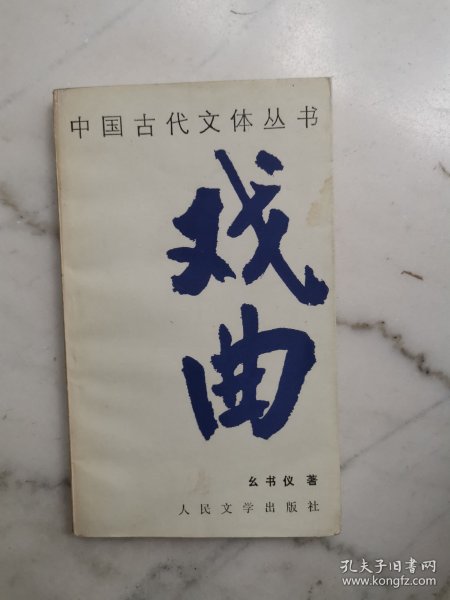 中国古代文体丛书
戏
曲
幺书仪 著
人民文学出版社
孔夫子旧书网
www.kongfz.com